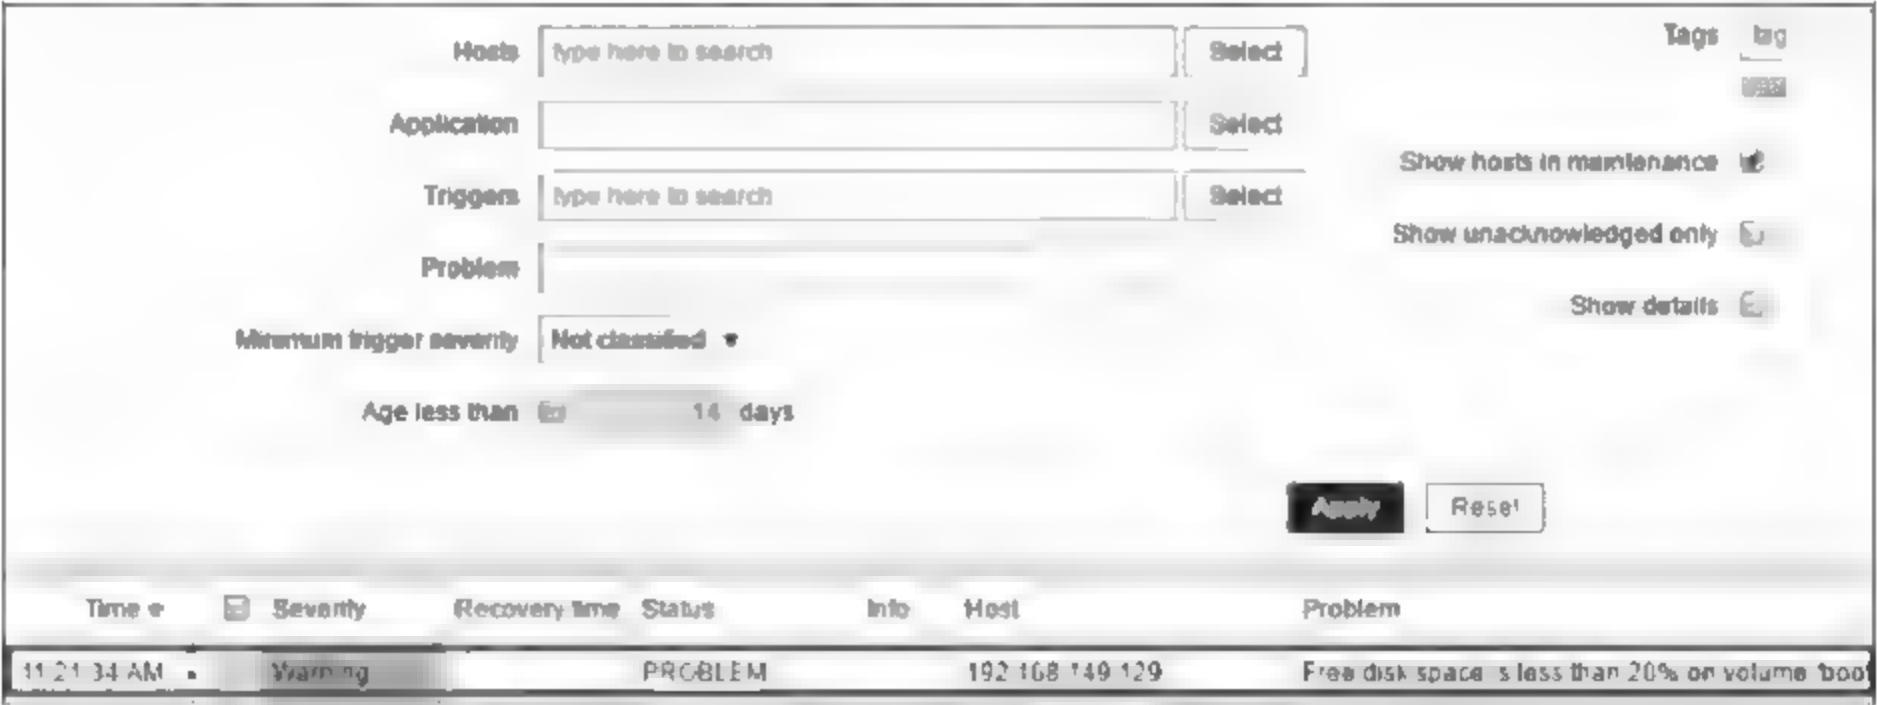 Hosts type here to search Select Tags tag
Application Select
Show hosts in maintenance
Triggers type here to search Select
Show unacknowledged only
Problem
Show details
Minimum trigger severity Not classified
Age less than 14 days
Apply Reset
Time Severity Recovery time Status Info Host Problem
11:21:34 AM Warning PROBLEM 192.168.149.129 Free disk space is less than 20% on volume /boot